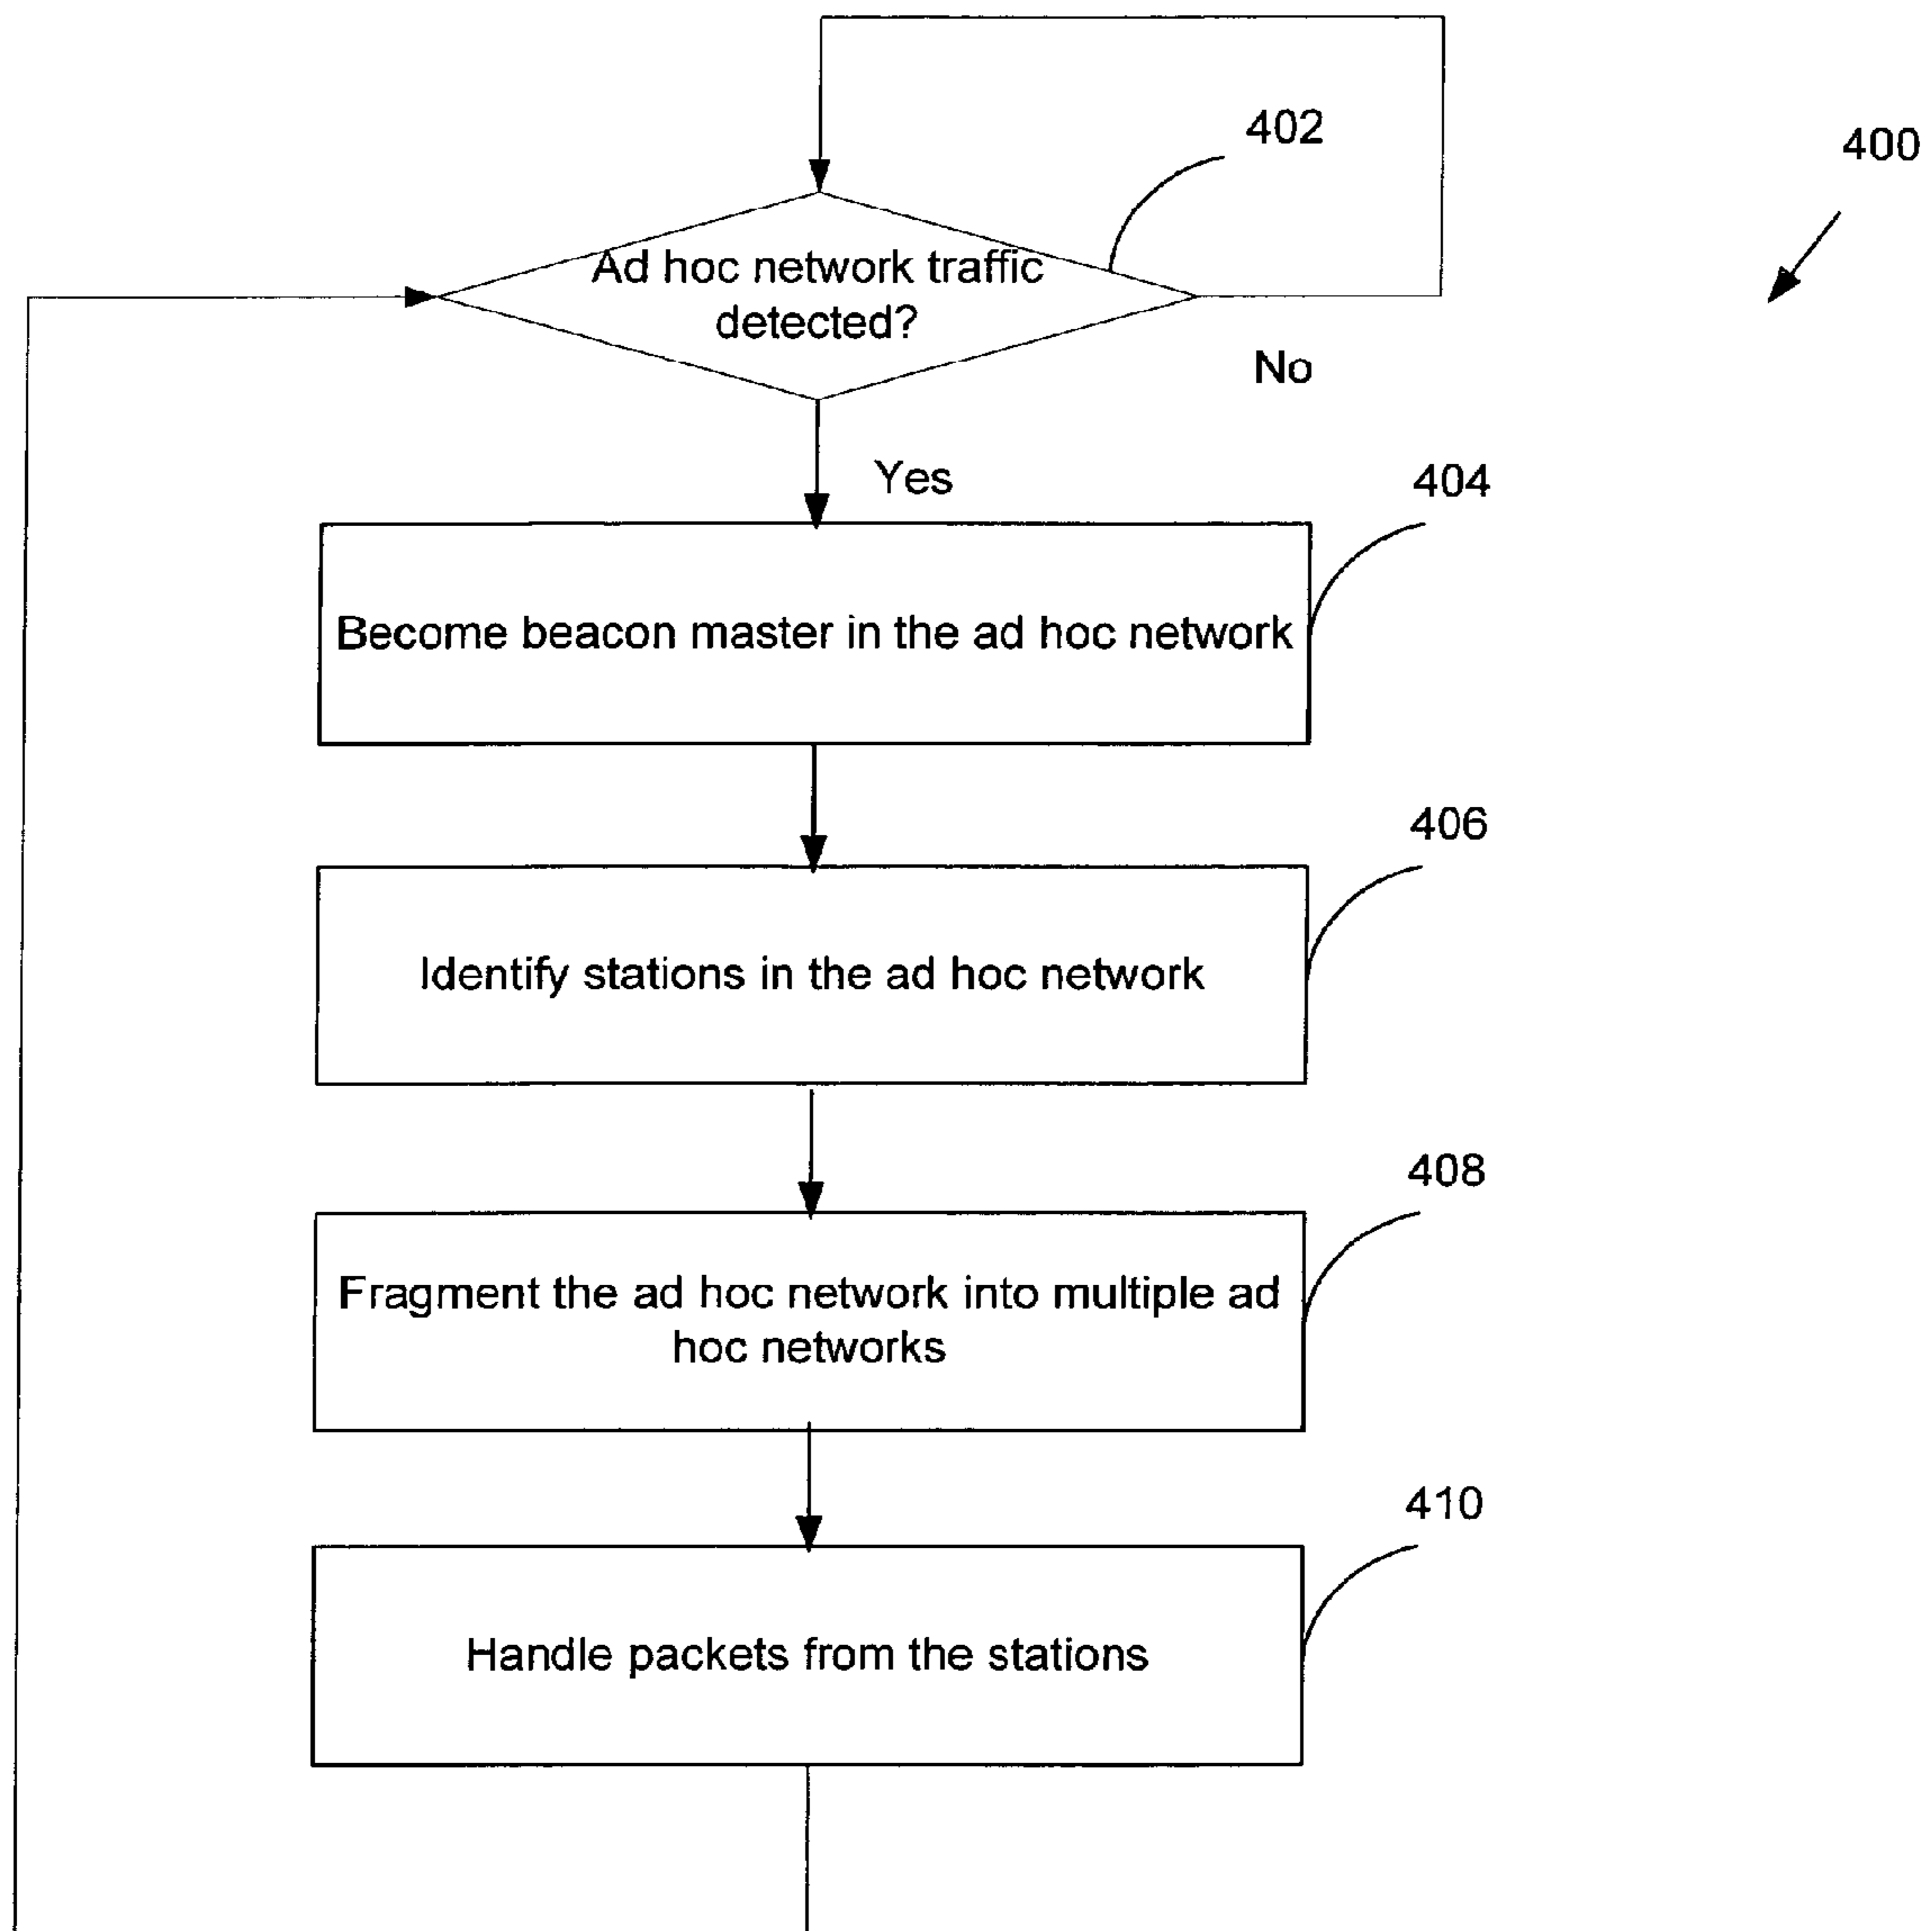 402
400
Ad hoc network traffic
detected?
No
Yes
404
Become beacon master in the ad hoc network
406
Identify stations in the ad hoc network
408
Fragment the ad hoc network into multiple ad
hoc networks
410
Handle packets from the stations